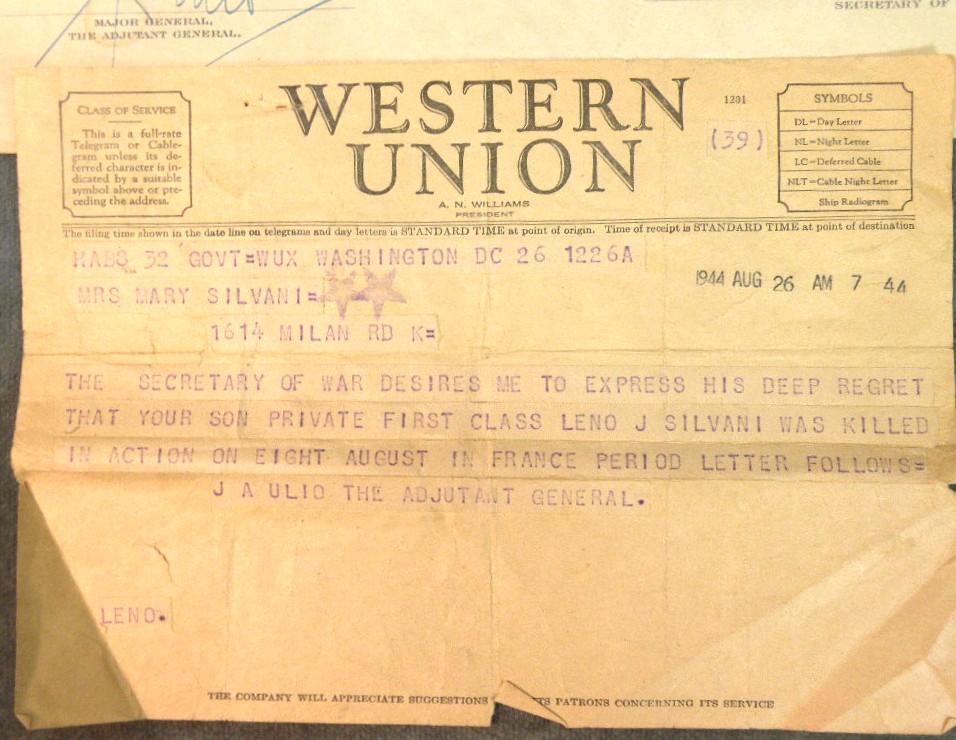 MAJOR GENERAL,
THE ADJUTANT GENERAL.
SECRETARY OF
CLASS OF SERVICE
This is a full-rate
Telegram or Cable-
gram unless its de-
ferred character is in-
dicated by a suitable
symbol above or pre-
ceding the address.
WESTERN
UNION
A. N. WILLIAMS
PRESIDENT
1201
(39)
SYMBOLS
DL=Day Letter
NL=Night Letter
LC=Deferred Cable
NLT=Cable Night Letter
Ship Radiogram
The filing time shown in the date line on telegrams and day letters is STANDARD TIME at point of origin. Time of receipt is STANDARD TIME at point of destination
HABS 32 GOVT=WUX WASHINGTON DC 26 1226A
1944 AUG 26 AM 7 44
MRS MARY SILVANI=
1614 MILAN RD K=
THE SECRETARY OF WAR DESIRES ME TO EXPRESS HIS DEEP REGRET
THAT YOUR SON PRIVATE FIRST CLASS LENO J SILVANI WAS KILLED
IN ACTION ON EIGHT AUGUST IN FRANCE PERIOD LETTER FOLLOWS=
J A ULIO THE ADJUTANT GENERAL.
LENO.
THE COMPANY WILL APPRECIATE SUGGESTIONS TS PATRONS CONCERNING ITS SERVICE